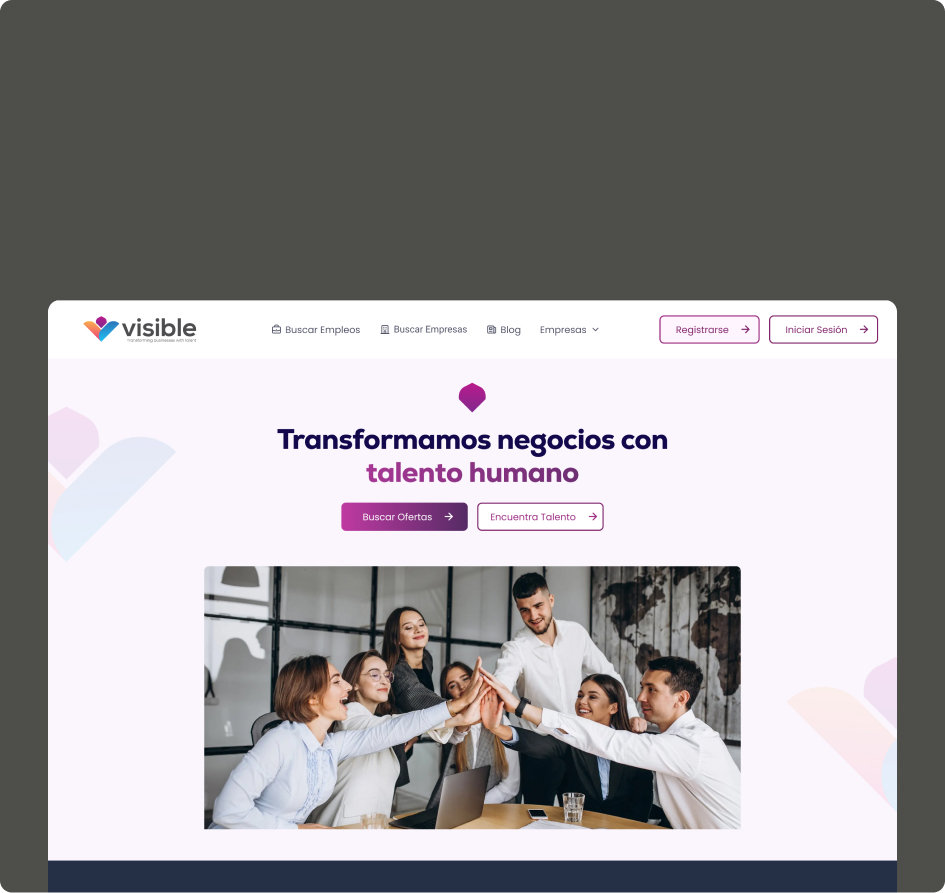 visible
Transforming businesses with talent
Buscar Empleos
Buscar Empresas
Blog
Empresas
Registrarse
Iniciar Sesión
Transformamos negocios con
talento humano
Buscar Ofertas
Encuentra Talento